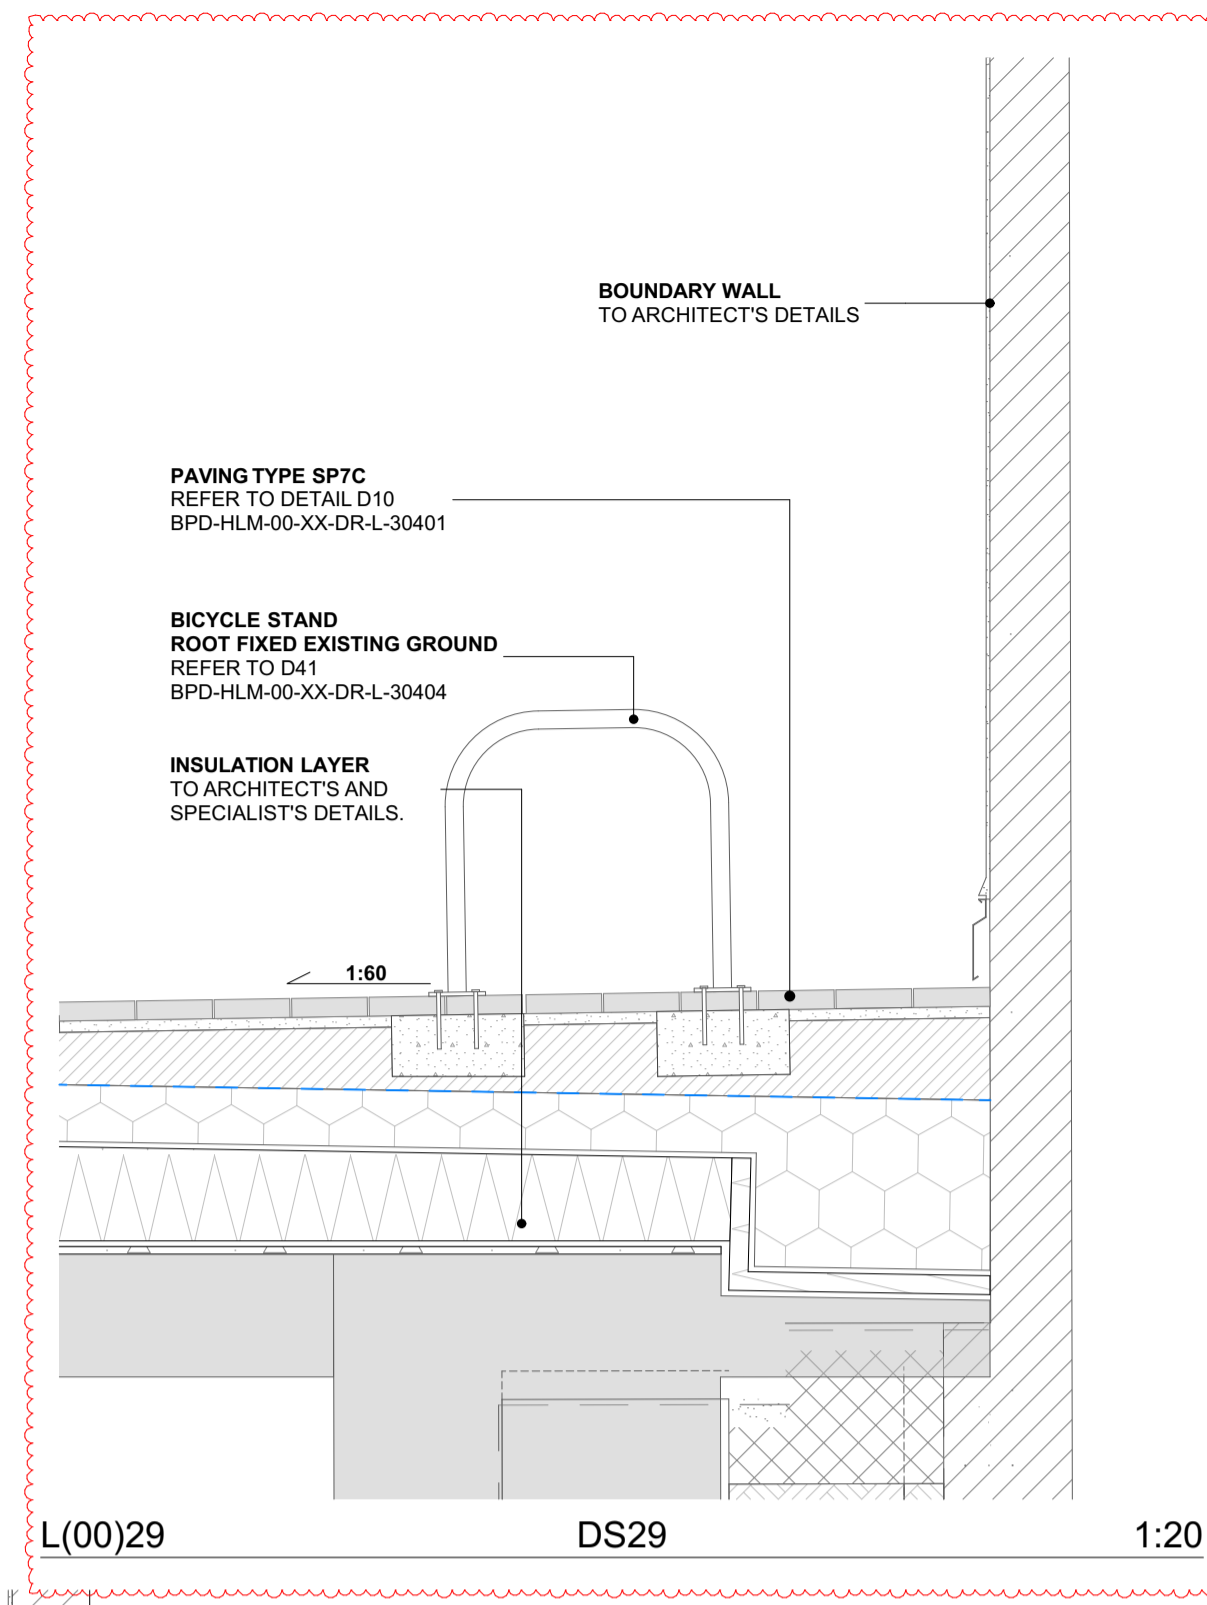 BOUNDARY WALL
TO ARCHITECT'S DETAILS
PAVING TYPE SP7C
REFER TO DETAIL D10
BPD-HLM-00-XX-DR-L-30401
BICYCLE STAND
ROOT FIXED EXISTING GROUND
REFER TO D41
BPD-HLM-00-XX-DR-L-30404
INSULATION LAYER
TO ARCHITECT'S AND
SPECIALIST'S DETAILS.
1:60
L(00)29 DS29 1:20